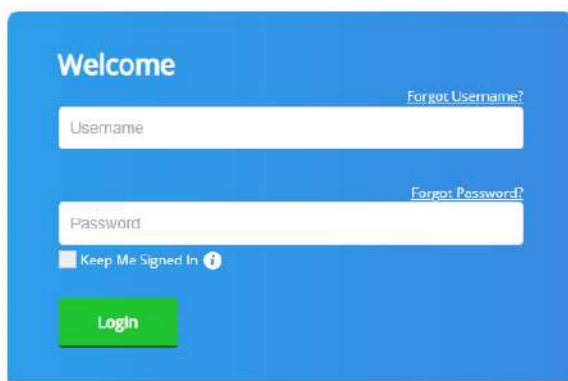 Welcome
Forgot Username?
Username
Forgot Password?
Password
Keep Me Signed In i
Login